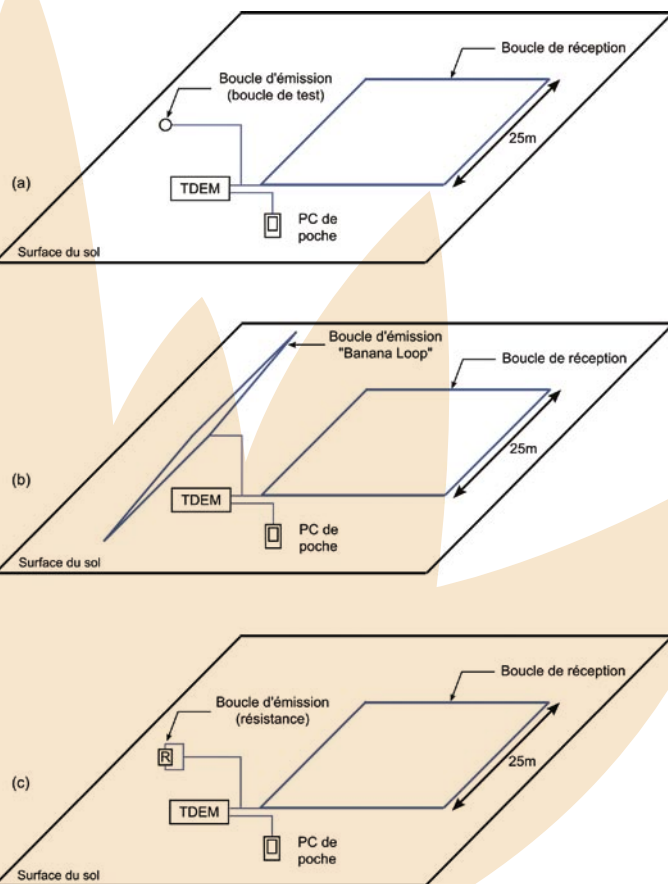 Boucle de réception
Boucle d'émission
(boucle de test)
25m
(a)
TDEM
PC de
poche
Surface du sol
Boucle d'émission
"Banana Loop"
Boucle de réception
25m
(b)
TDEM
PC de
poche
Surface du sol
Boucle de réception
Boucle d'émission
(résistance)
R
25m
(c)
TDEM
PC de
poche
Surface du sol